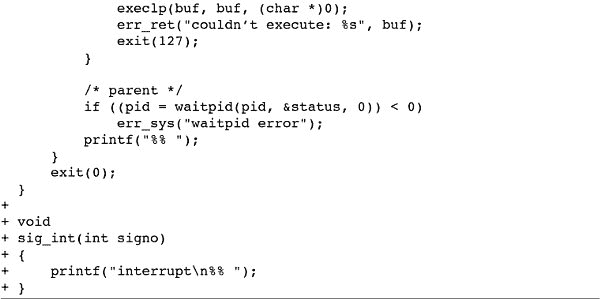 execlp(buf, buf, (char *)0);
            err_ret("couldn’t execute: %s", buf);
            exit(127);
        }

        /* parent */
        if ((pid = waitpid(pid, &status, 0)) < 0)
            err_sys("waitpid error");
        printf("%% ");
    }
    exit(0);
}
+
+ void
+ sig_int(int signo)
+ {
+     printf("interrupt\n%% ");
+ }